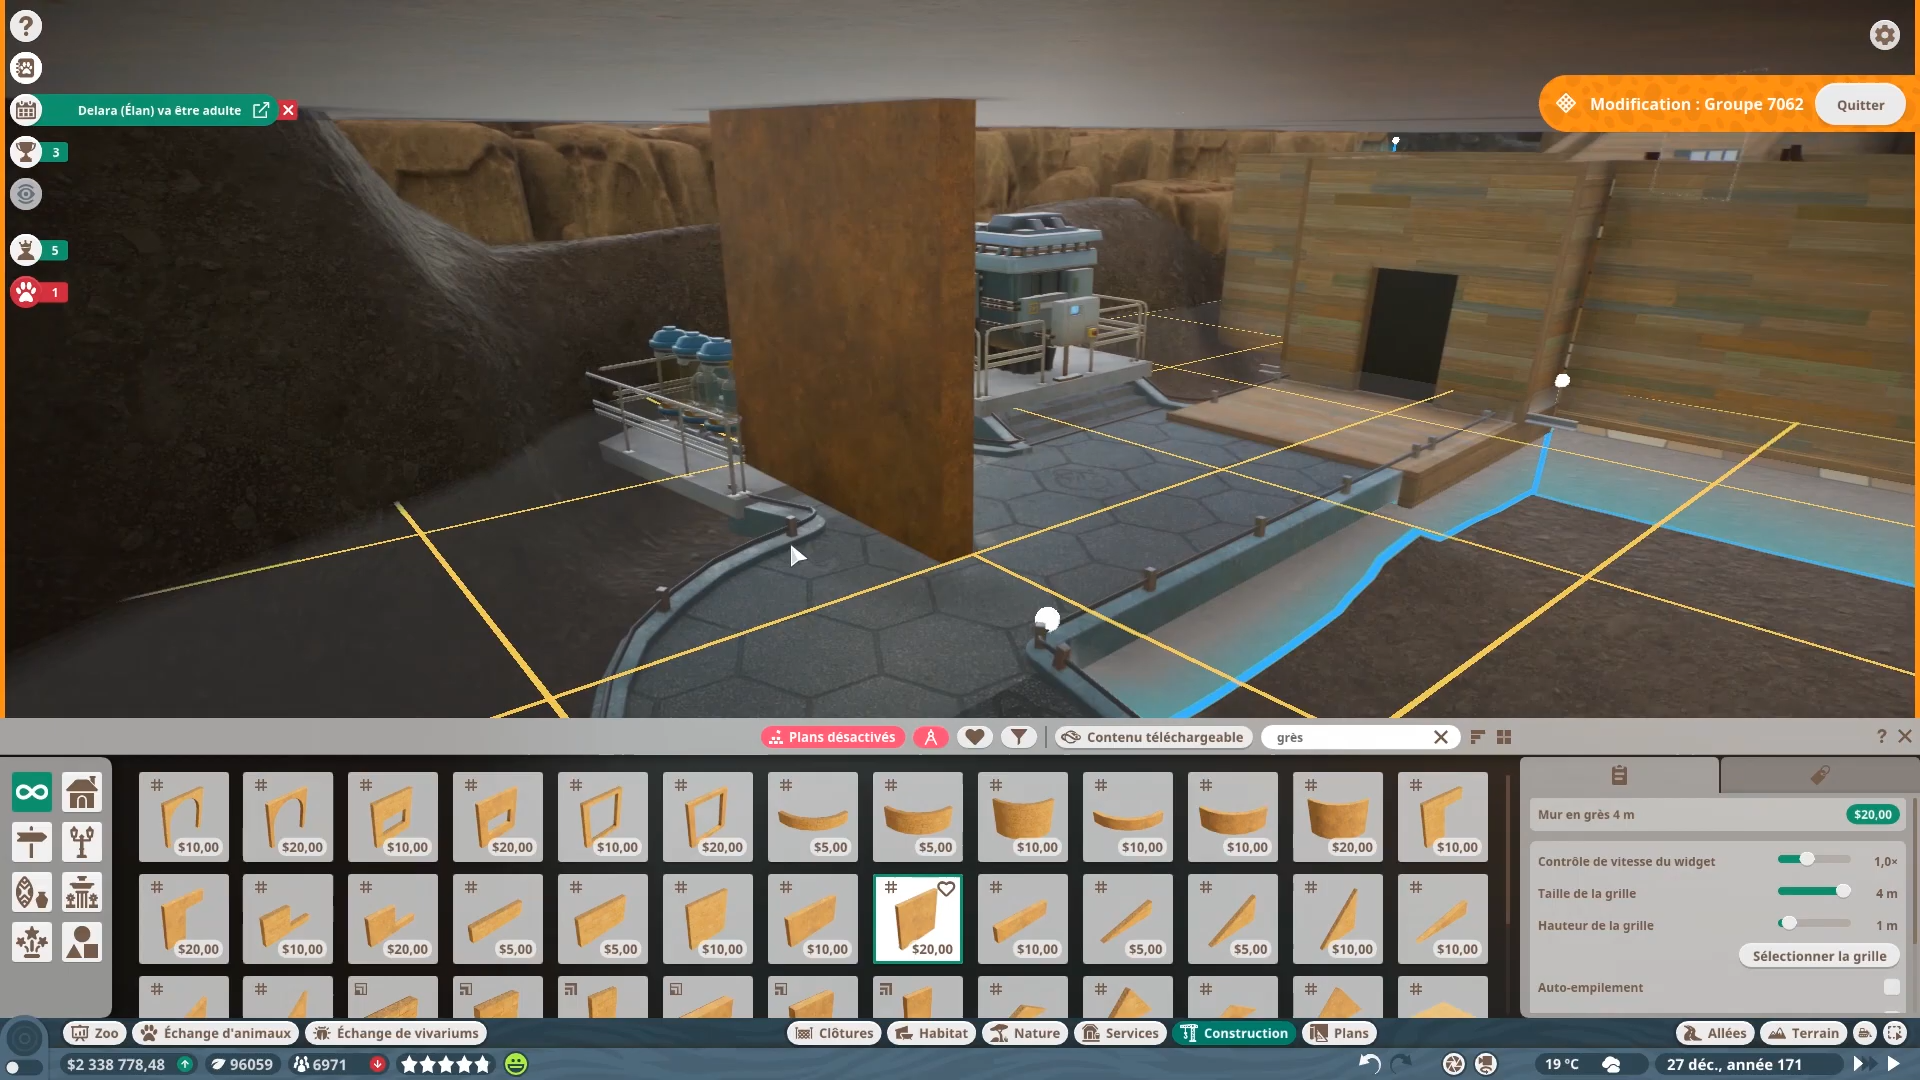 ?
Delara (Élan) va être adulte
3
5
1
Modification : Groupe 7062
Quitter
Plans désactivés
Contenu téléchargeable
grès
?
$10,00
$20,00
$10,00
$20,00
$10,00
$20,00
$5,00
$5,00
$10,00
$10,00
$10,00
$20,00
$10,00
$20,00
$10,00
$20,00
$5,00
$5,00
$10,00
$10,00
$20,00
$10,00
$5,00
$5,00
$10,00
$10,00
Mur en grès 4 m
$20,00
Contrôle de vitesse du widget
1,0×
Taille de la grille
4 m
Hauteur de la grille
1 m
Sélectionner la grille
Auto-empilement
Zoo
Échange d'animaux
Échange de vivariums
Clôtures
Habitat
Nature
Services
Construction
Plans
Allées
Terrain
$2 338 778,48
96059
6971
19 °C
27 déc., année 171